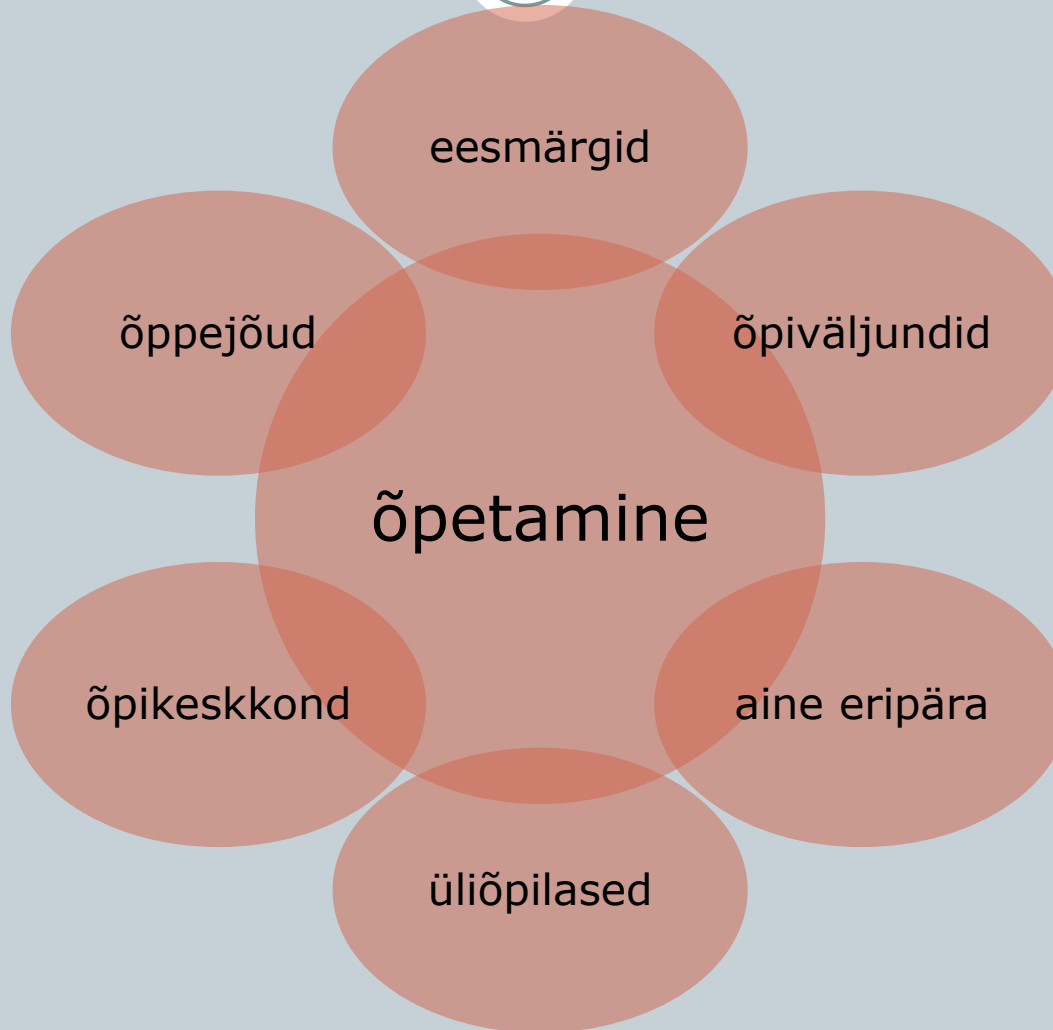 eesmärgid
õppejõud
õpiväljundid
õpetamine
õpikeskkond
aine eripära
üliõpilased